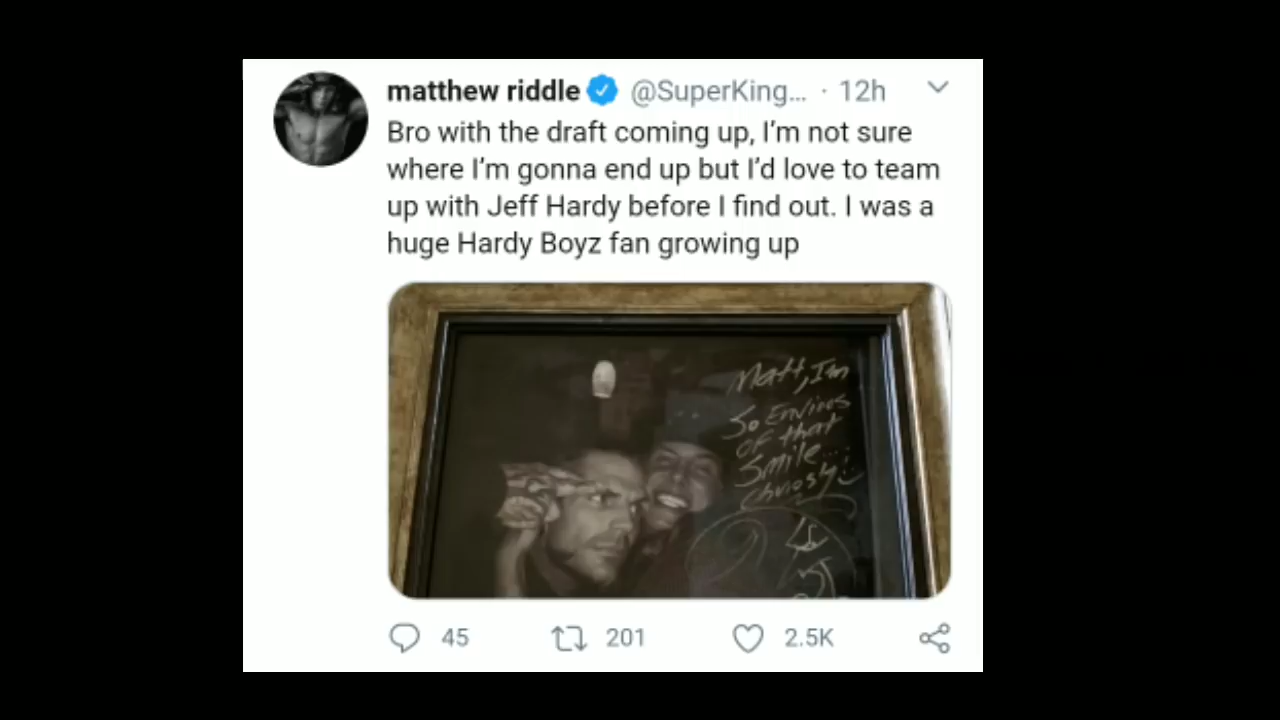 matthew riddle @SuperKing... · 12h
Bro with the draft coming up, I'm not sure
where I'm gonna end up but I'd love to team
up with Jeff Hardy before I find out. I was a
huge Hardy Boyz fan growing up
Matt, I'm
So Envious
of that
Smile....
45 201 2.5K